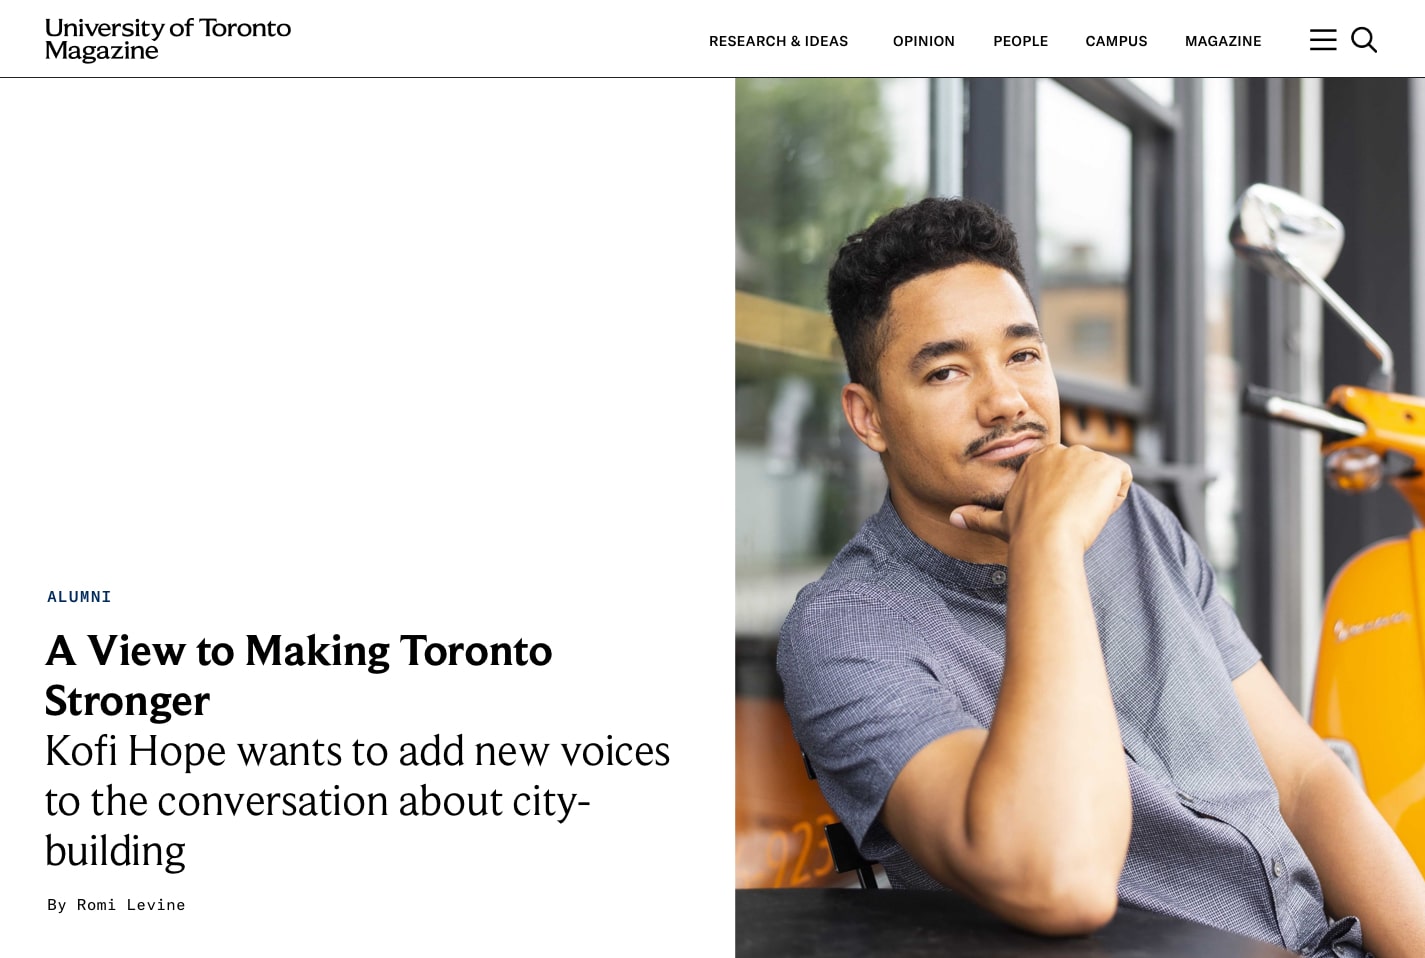 University of Toronto
Magazine
RESEARCH & IDEAS
OPINION
PEOPLE
CAMPUS
MAGAZINE
ALUMNI
A View to Making Toronto
Stronger
Kofi Hope wants to add new voices
to the conversation about city-
building
By Romi Levine
923